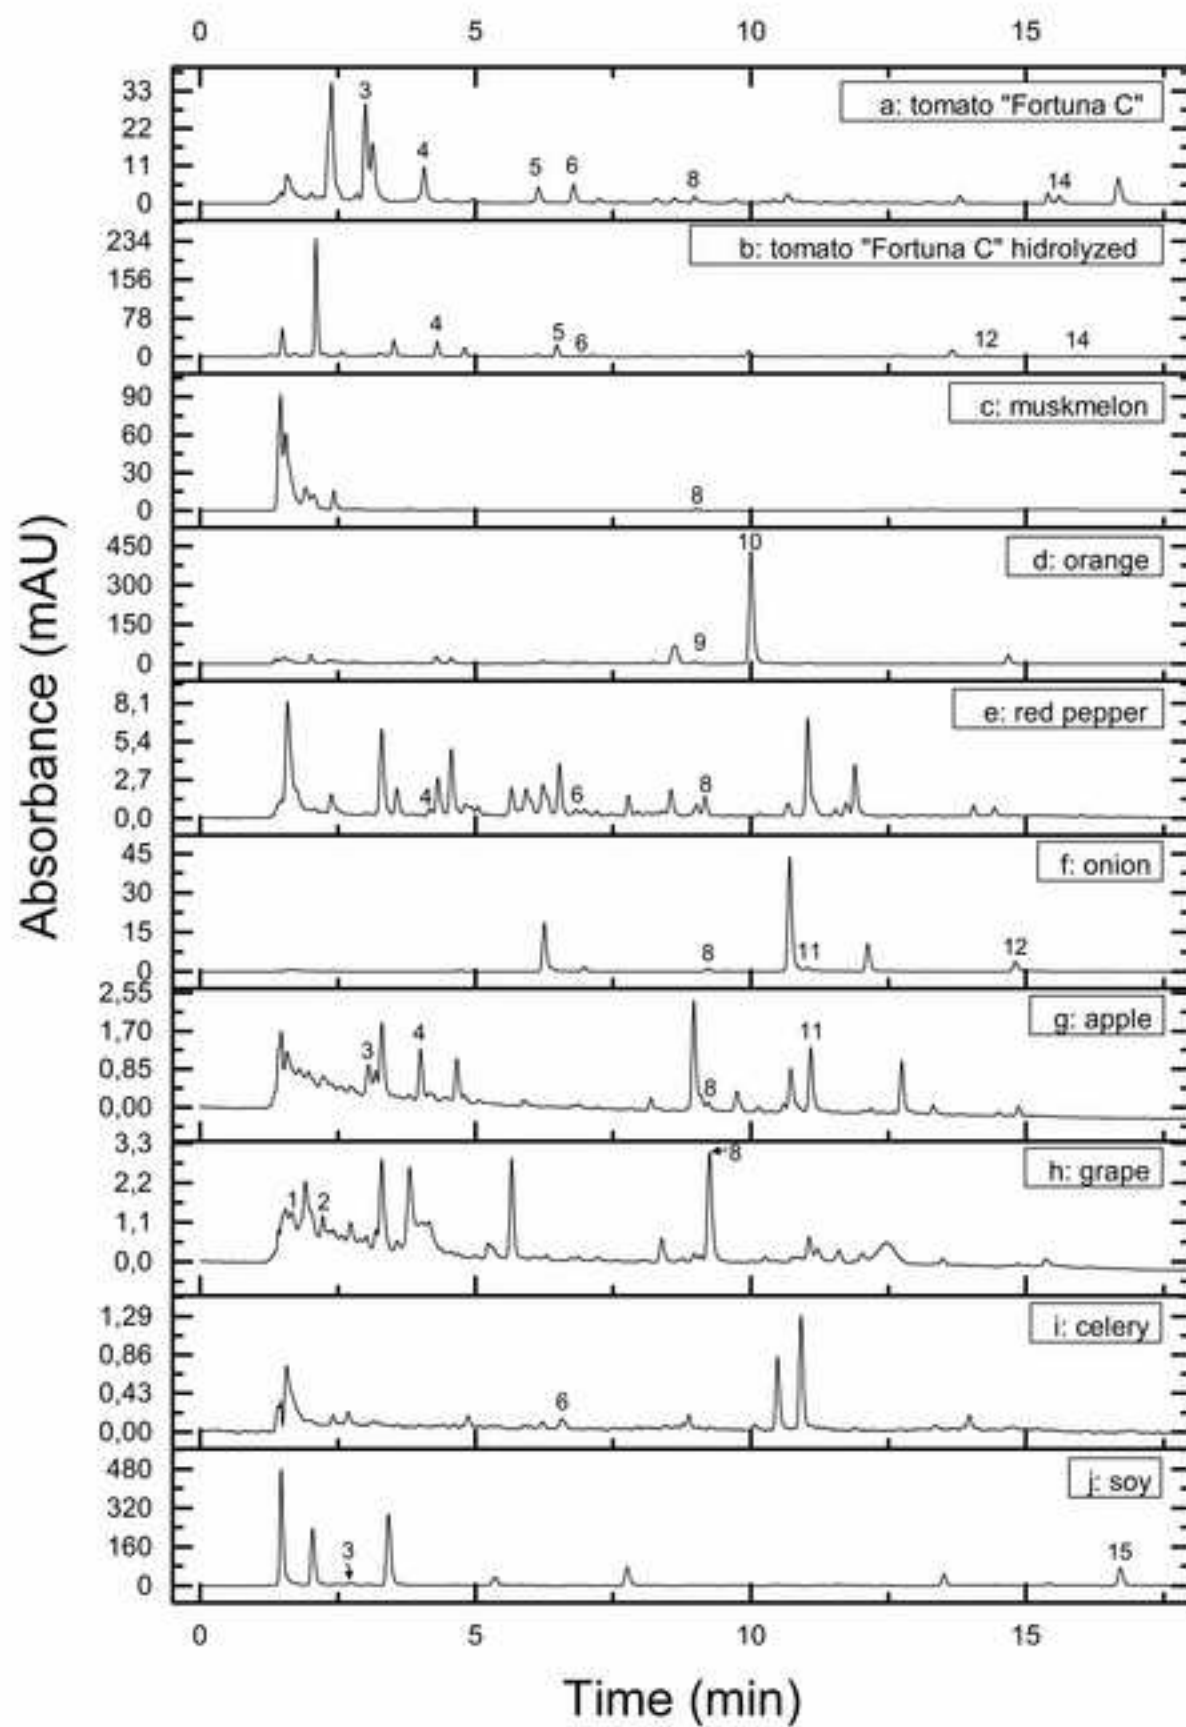 0 5 10 15
33 22 11 0
3 4 5 6 8 14
a: tomato "Fortuna C"
234 156 78 0
4 5 6 12 14
b: tomato "Fortuna C" hidrolyzed
90 60 30 0
8
c: muskmelon
450 300 150 0
9 10
d: orange
8,1 5,4 2,7 0,0
4 6 8
e: red pepper
45 30 15 0
8 11 12
f: onion
2,55 1,70 0,85 0,00
3 4 8 11
g: apple
3,3 2,2 1,1 0,0
1 2 8
h: grape
1,29 0,86 0,43 0,00
6
i: celery
480 320 160 0
3 15
j: soy
0 5 10 15
Absorbance (mAU)
Time (min)